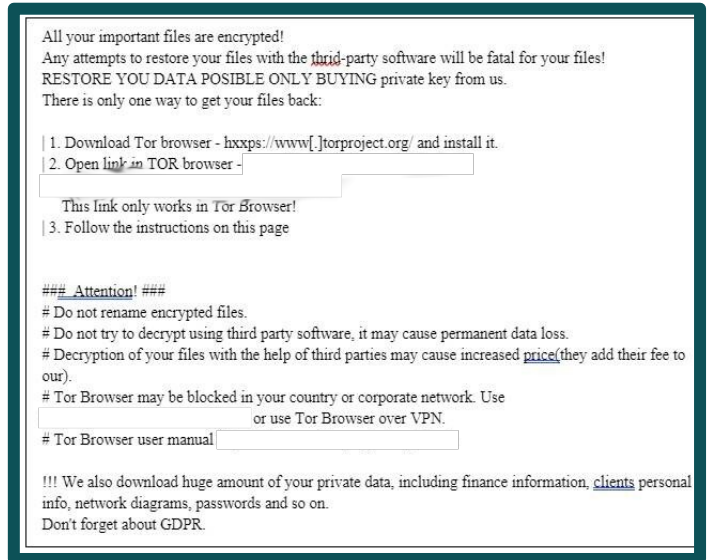 All your important files are encrypted!
Any attempts to restore your files with the thrid-party software will be fatal for your files!
RESTORE YOU DATA POSIBLE ONLY BUYING private key from us.
There is only one way to get your files back:
| 1. Download Tor browser - hxxps://www[.]torproject.org/ and install it.
| 2. Open link in TOR browser -
This link only works in Tor Browser!
| 3. Follow the instructions on this page
### Attention! ###
# Do not rename encrypted files.
# Do not try to decrypt using third party software, it may cause permanent data loss.
# Decryption of your files with the help of third parties may cause increased price(they add their fee to
our).
# Tor Browser may be blocked in your country or corporate network. Use
or use Tor Browser over VPN.
# Tor Browser user manual
!!! We also download huge amount of your private data, including finance information, clients personal
info, network diagrams, passwords and so on.
Don't forget about GDPR.